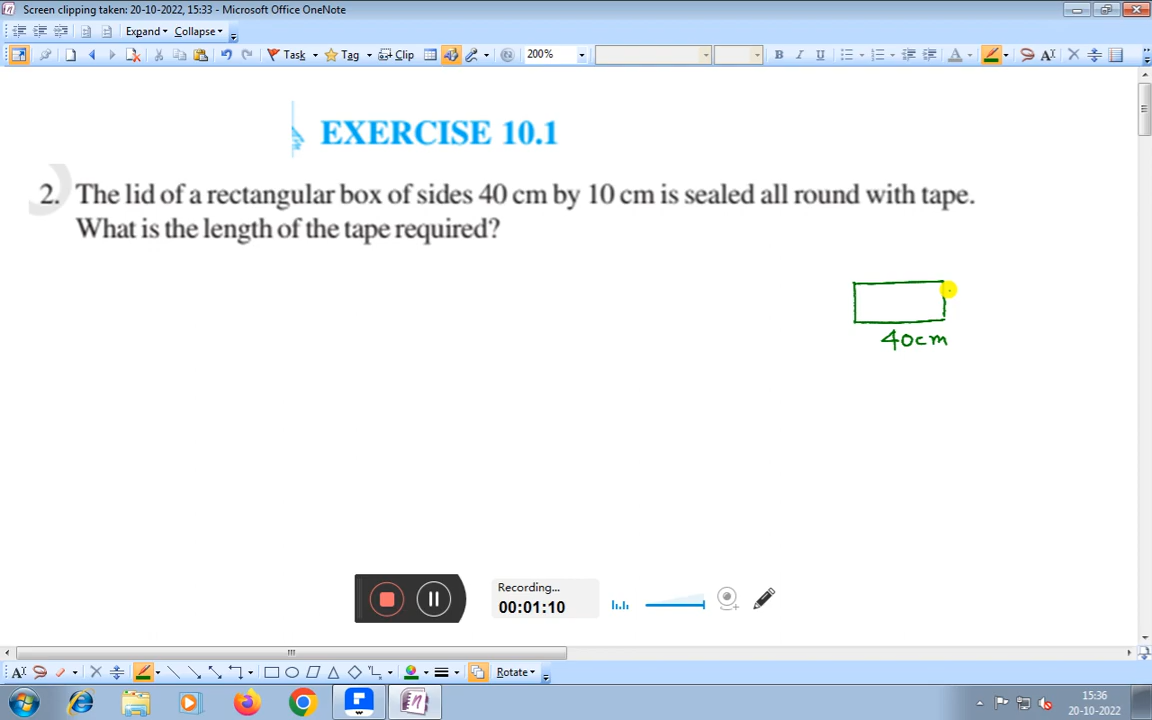 Screen clipping taken: 20-10-2022, 15:33 - Microsoft Office OneNote
Expand Collapse
Task Tag Clip 200% B I U A
EXERCISE 10.1
2. The lid of a rectangular box of sides 40 cm by 10 cm is sealed all round with tape.
What is the length of the tape required?
40cm
Recording...
00:01:10
Rotate
15:36
20-10-2022